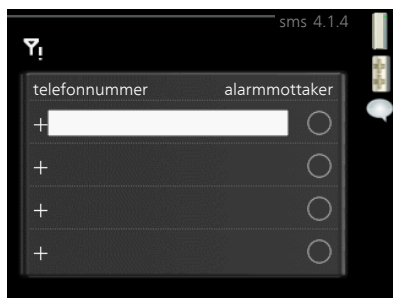 sms 4.1.4
telefonnummer alarmmottaker
+
+
+
+